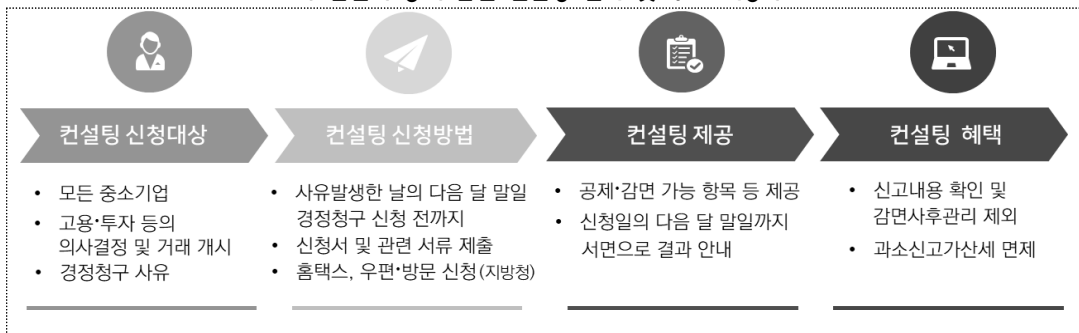 컨설팅 신청대상
• 모든 중소기업
• 고용•투자 등의
의사결정 및 거래 개시
• 경정청구 사유
컨설팅 신청방법
• 사유발생한 날의 다음 달 말일
경정청구 신청 전까지
• 신청서 및 관련 서류 제출
• 홈택스, 우편•방문 신청(지방청)
컨설팅 제공
• 공제•감면 가능 항목 등 제공
• 신청일의 다음 달 말일까지
서면으로 결과 안내
컨설팅 혜택
• 신고내용 확인 및
감면사후관리 제외
• 과소신고가산세 면제